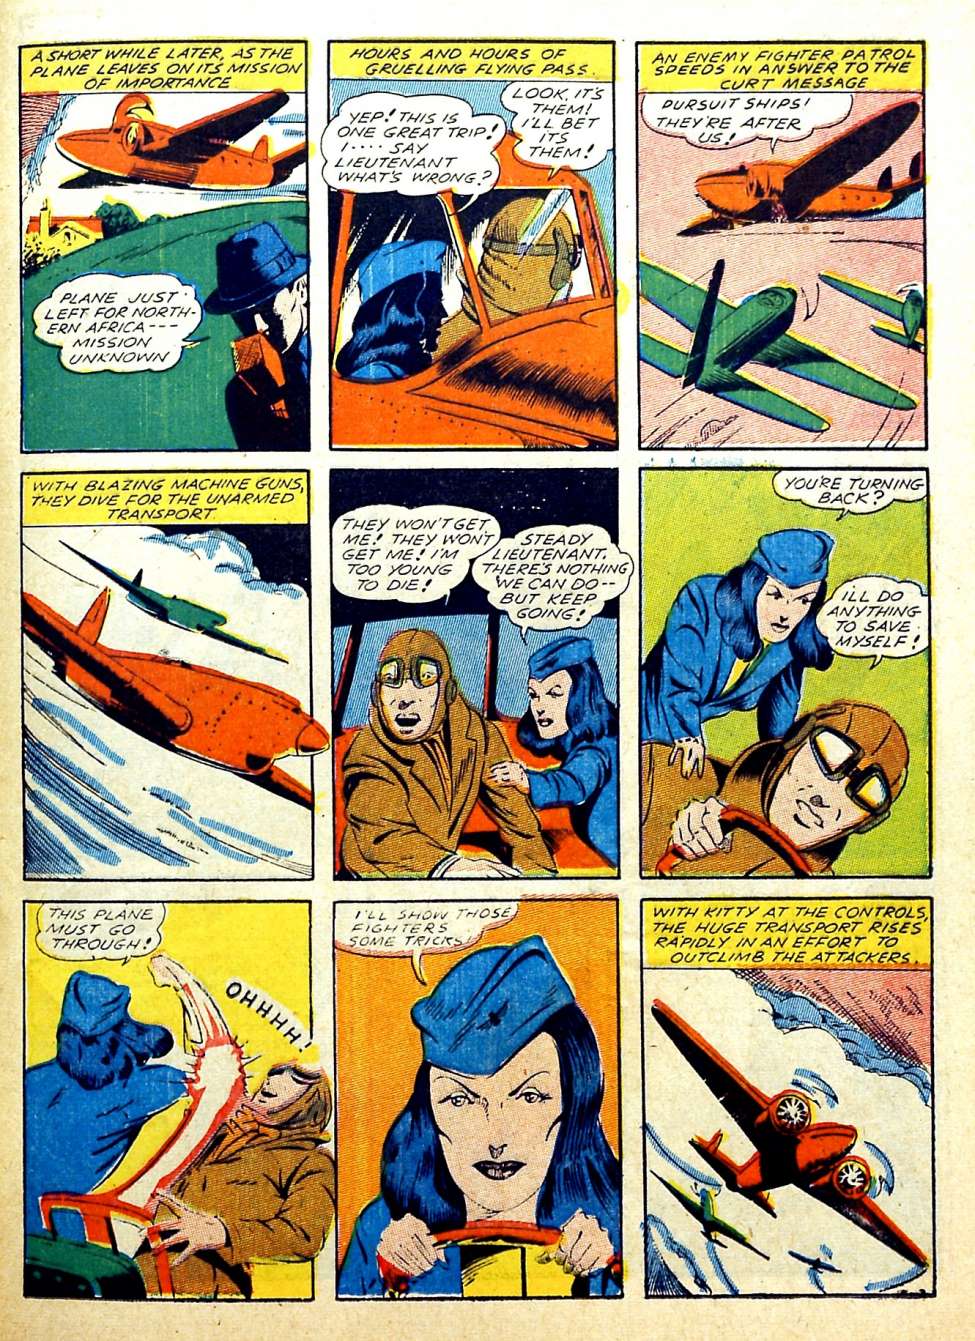 A SHORT WHILE LATER, AS THE
PLANE LEAVES ON ITS MISSION
OF IMPORTANCE
PLANE JUST
LEFT FOR NORTH-
ERN AFRICA---
MISSION
UNKNOWN
HOURS AND HOURS OF
GRUELLING FLYING PASS.
YEP! THIS IS
ONE GREAT TRIP!
I.... SAY
LIEUTENANT
WHAT'S WRONG?
LOOK, IT'S
THEM!
I'LL BET
ITS
THEM!
AN ENEMY FIGHTER PATROL
SPEEDS IN ANSWER TO THE
CURT MESSAGE
PURSUIT SHIPS!
THEY'RE AFTER
US!
WITH BLAZING MACHINE GUNS,
THEY DIVE FOR THE UNARMED
TRANSPORT
THEY WON'T GET
ME! THEY WON'T
GET ME! I'M
TOO YOUNG
TO DIE!
STEADY
LIEUTENANT.
THERE'S NOTHING
WE CAN DO--
BUT KEEP
GOING!
YOU'RE TURNING
BACK?
I'LL DO
ANYTHING
TO SAVE
MYSELF!
THIS PLANE
MUST GO
THROUGH!
OHHHH!
I'LL SHOW THOSE
FIGHTERS
SOME TRICKS
WITH KITTY AT THE CONTROLS,
THE HUGE TRANSPORT RISES
RAPIDLY IN AN EFFORT TO
OUTCLIMB THE ATTACKERS.